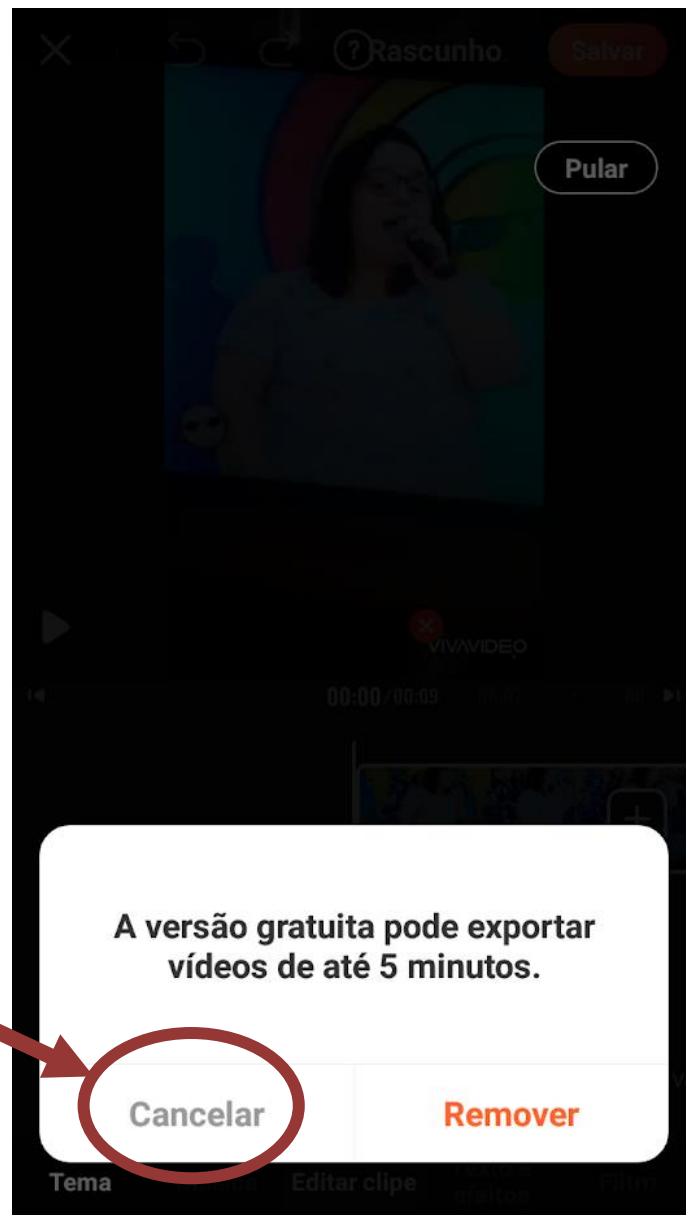 Rascunho
Salvar
Pular
VIVAVIDEO
00:00/00:09
A versão gratuita pode exportar
vídeos de até 5 minutos.
Cancelar
Remover
Tema
Editar clipe
efeitos